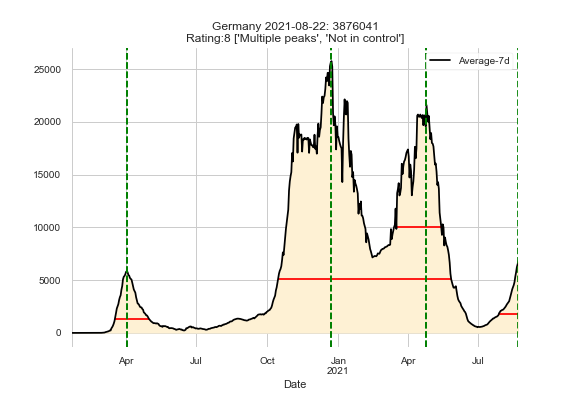 Germany 2021-08-22: 3876041
Rating:8 ['Multiple peaks', 'Not in control']
Average-7d
25000
20000
15000
10000
5000
0
Apr Jul Oct Jan Apr Jul
2021
Date